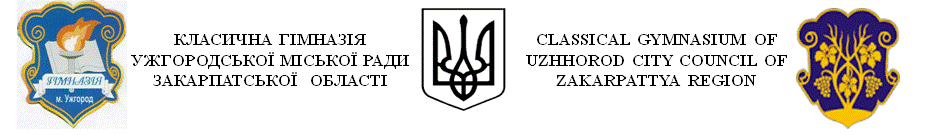 ГІМНАЗІЯ
м. Ужгород
КЛАСИЧНА ГІМНАЗІЯ
УЖГОРОДСЬКОЇ МІСЬКОЇ РАДИ
ЗАКАРПАТСЬКОЇ ОБЛАСТІ
CLASSICAL GYMNASIUM OF
UZHHOROD CITY COUNCIL OF
ZAKARPATTYA REGION